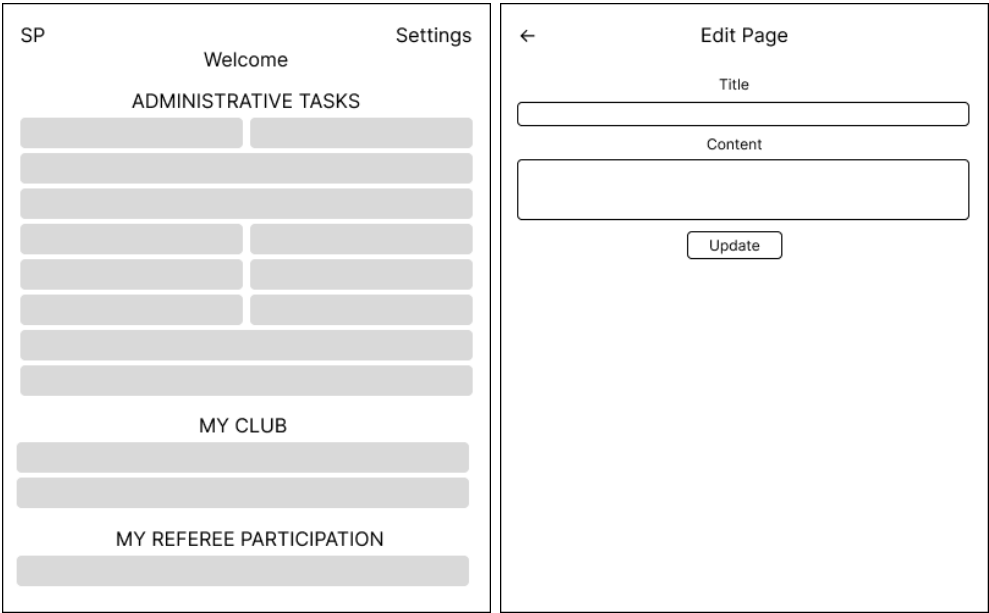 SP
Settings
Welcome
ADMINISTRATIVE TASKS
MY CLUB
MY REFEREE PARTICIPATION
←
Edit Page
Title
Content
Update